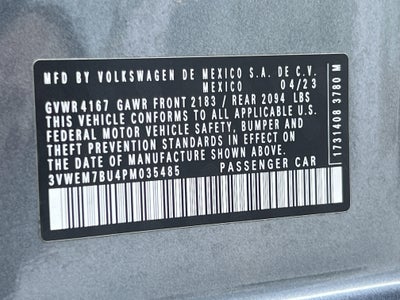 MFD BY VOLKSWAGEN DE MEXICO S.A. DE C.V.
MEXICO 04/23
GVWR4167 GAWR FRONT 2183 / REAR 2094 LBS
THIS VEHICLE CONFORMS TO ALL APPLICABLE U.S.
FEDERAL MOTOR VEHICLE SAFETY, BUMPER AND
THEFT PREVENTION STANDARDS IN EFFECT ON
THE DATE OF MANUFACTURE SHOWN ABOVE.
3VWEM7BU4PM035485 PASSENGER CAR
1731408 3780 M